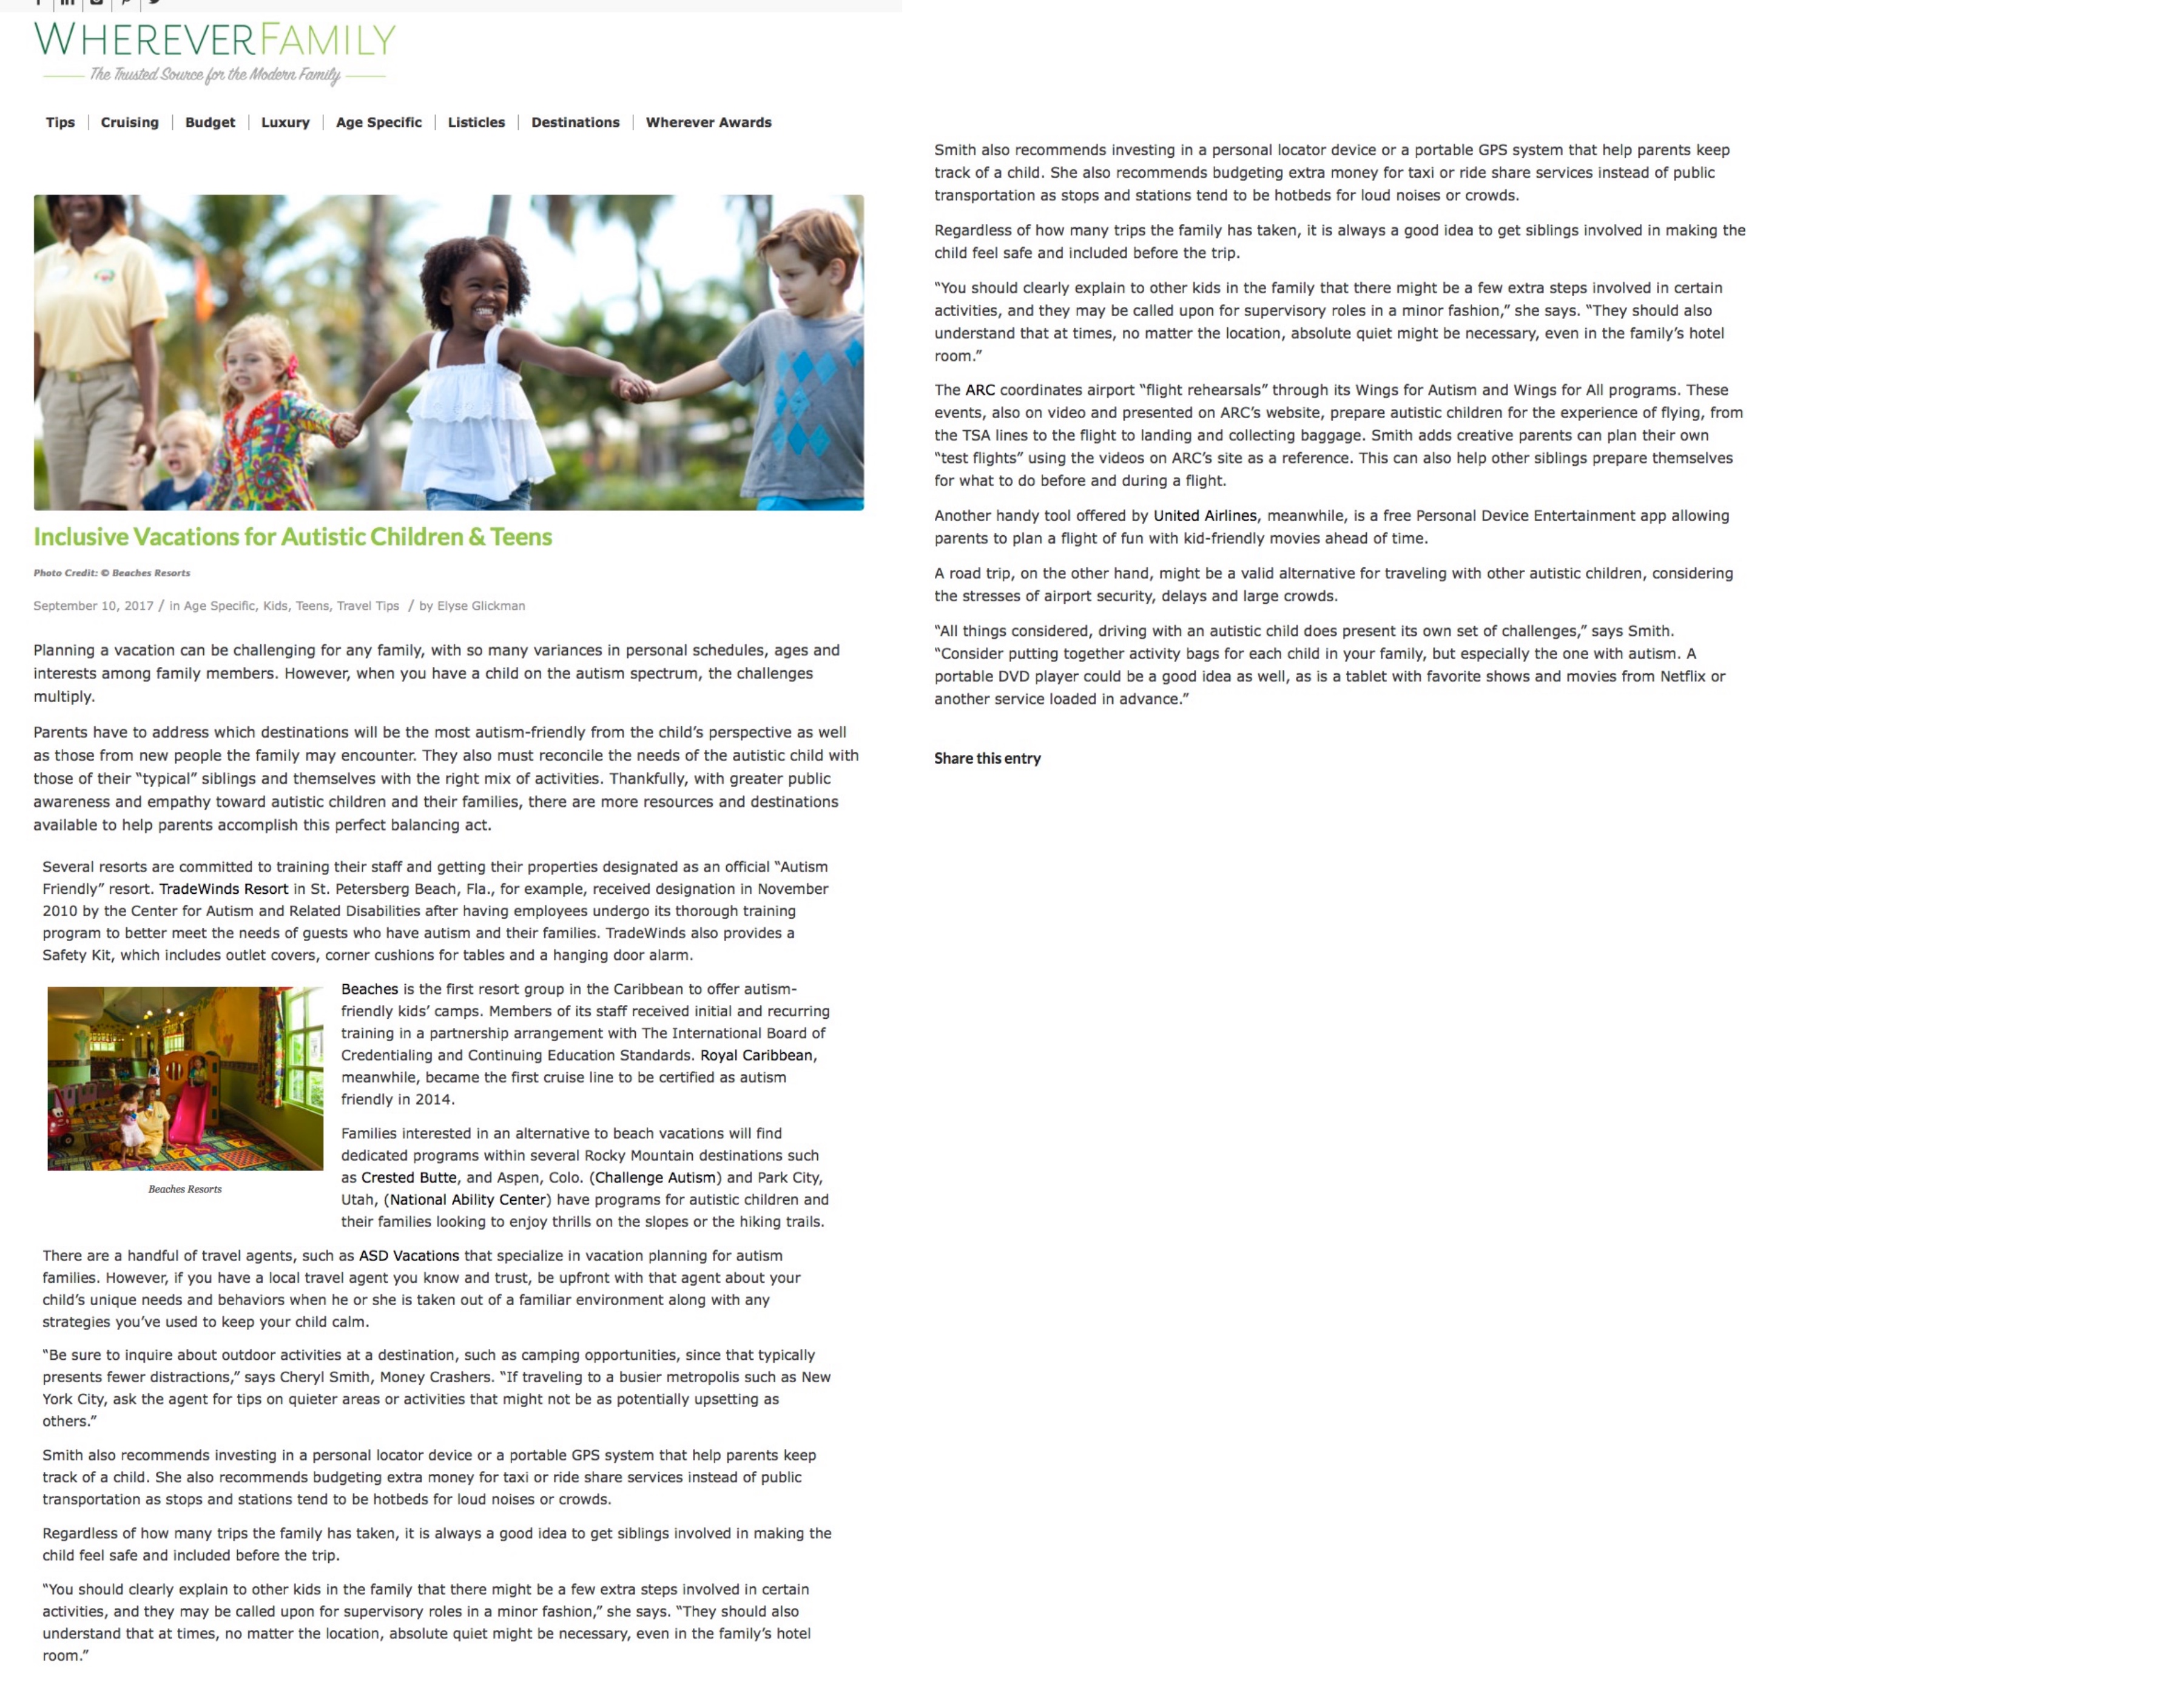 WHEREVERFAMILY
The Trusted Source for the Modern Family
Tips | Cruising | Budget | Luxury | Age Specific | Listicles | Destinations | Wherever Awards
Inclusive Vacations for Autistic Children & Teens
Photo Credit: © Beaches Resorts
September 10, 2017 / in Age Specific, Kids, Teens, Travel Tips / by Elyse Glickman
Planning a vacation can be challenging for any family, with so many variances in personal schedules, ages and
interests among family members. However, when you have a child on the autism spectrum, the challenges
multiply.
Parents have to address which destinations will be the most autism-friendly from the child’s perspective as well
as those from new people the family may encounter. They also must reconcile the needs of the autistic child with
those of their “typical” siblings and themselves with the right mix of activities. Thankfully, with greater public
awareness and empathy toward autistic children and their families, there are more resources and destinations
available to help parents accomplish this perfect balancing act.
Several resorts are committed to training their staff and getting their properties designated as an official “Autism
Friendly” resort. TradeWinds Resort in St. Petersberg Beach, Fla., for example, received designation in November
2010 by the Center for Autism and Related Disabilities after having employees undergo its thorough training
program to better meet the needs of guests who have autism and their families. TradeWinds also provides a
Safety Kit, which includes outlet covers, corner cushions for tables and a hanging door alarm.
Beaches is the first resort group in the Caribbean to offer autism-
friendly kids’ camps. Members of its staff received initial and recurring
training in a partnership arrangement with The International Board of
Credentialing and Continuing Education Standards. Royal Caribbean,
meanwhile, became the first cruise line to be certified as autism
friendly in 2014.
Beaches Resorts
Families interested in an alternative to beach vacations will find
dedicated programs within several Rocky Mountain destinations such
as Crested Butte, and Aspen, Colo. (Challenge Autism) and Park City,
Utah, (National Ability Center) have programs for autistic children and
their families looking to enjoy thrills on the slopes or the hiking trails.
There are a handful of travel agents, such as ASD Vacations that specialize in vacation planning for autism
families. However, if you have a local travel agent you know and trust, be upfront with that agent about your
child’s unique needs and behaviors when he or she is taken out of a familiar environment along with any
strategies you’ve used to keep your child calm.
“Be sure to inquire about outdoor activities at a destination, such as camping opportunities, since that typically
presents fewer distractions,” says Cheryl Smith, Money Crashers. “If traveling to a busier metropolis such as New
York City, ask the agent for tips on quieter areas or activities that might not be as potentially upsetting as
others.”
Smith also recommends investing in a personal locator device or a portable GPS system that help parents keep
track of a child. She also recommends budgeting extra money for taxi or ride share services instead of public
transportation as stops and stations tend to be hotbeds for loud noises or crowds.
Regardless of how many trips the family has taken, it is always a good idea to get siblings involved in making the
child feel safe and included before the trip.
“You should clearly explain to other kids in the family that there might be a few extra steps involved in certain
activities, and they may be called upon for supervisory roles in a minor fashion,” she says. “They should also
understand that at times, no matter the location, absolute quiet might be necessary, even in the family’s hotel
room.”
Smith also recommends investing in a personal locator device or a portable GPS system that help parents keep
track of a child. She also recommends budgeting extra money for taxi or ride share services instead of public
transportation as stops and stations tend to be hotbeds for loud noises or crowds.
Regardless of how many trips the family has taken, it is always a good idea to get siblings involved in making the
child feel safe and included before the trip.
“You should clearly explain to other kids in the family that there might be a few extra steps involved in certain
activities, and they may be called upon for supervisory roles in a minor fashion,” she says. “They should also
understand that at times, no matter the location, absolute quiet might be necessary, even in the family’s hotel
room.”
The ARC coordinates airport “flight rehearsals” through its Wings for Autism and Wings for All programs. These
events, also on video and presented on ARC’s website, prepare autistic children for the experience of flying, from
the TSA lines to the flight to landing and collecting baggage. Smith adds creative parents can plan their own
“test flights” using the videos on ARC’s site as a reference. This can also help other siblings prepare themselves
for what to do before and during a flight.
Another handy tool offered by United Airlines, meanwhile, is a free Personal Device Entertainment app allowing
parents to plan a flight of fun with kid-friendly movies ahead of time.
A road trip, on the other hand, might be a valid alternative for traveling with other autistic children, considering
the stresses of airport security, delays and large crowds.
“All things considered, driving with an autistic child does present its own set of challenges,” says Smith.
“Consider putting together activity bags for each child in your family, but especially the one with autism. A
portable DVD player could be a good idea as well, as is a tablet with favorite shows and movies from Netflix or
another service loaded in advance.”
Share this entry